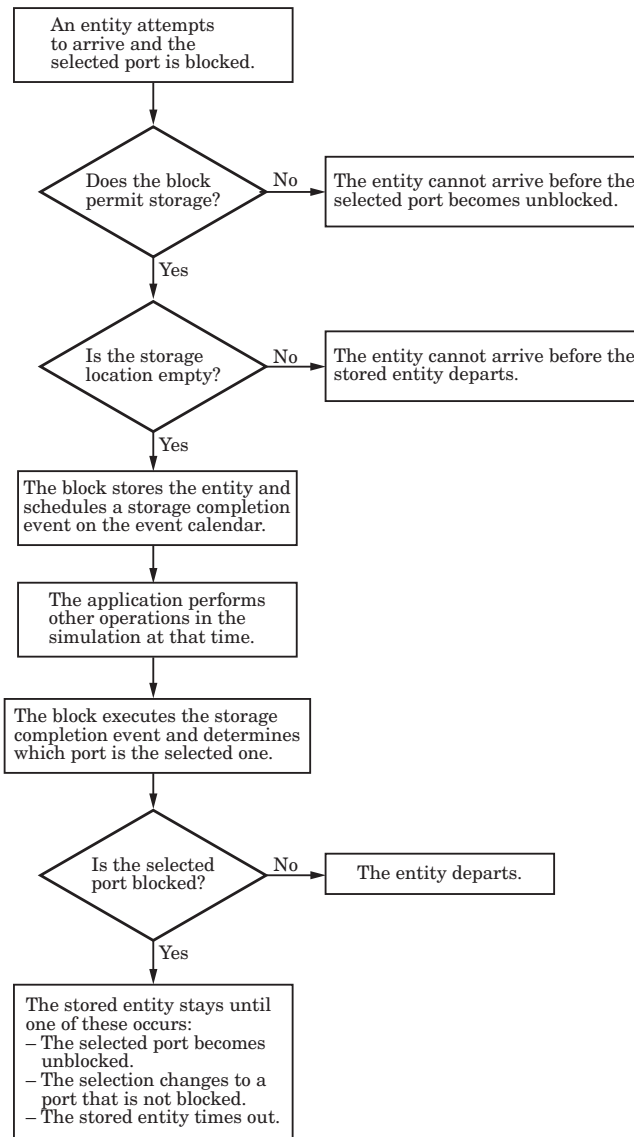 An entity attempts
to arrive and the
selected port is blocked.
Does the block
permit storage?
No
The entity cannot arrive before the
selected port becomes unblocked.
Yes
Is the storage
location empty?
No
The entity cannot arrive before the
stored entity departs.
Yes
The block stores the entity and
schedules a storage completion
event on the event calendar.
The application performs
other operations in the
simulation at that time.
The block executes the storage
completion event and determines
which port is the selected one.
Is the selected
port blocked?
No
The entity departs.
Yes
The stored entity stays until
one of these occurs:
– The selected port becomes
unblocked.
– The selection changes to a
port that is not blocked.
– The stored entity times out.